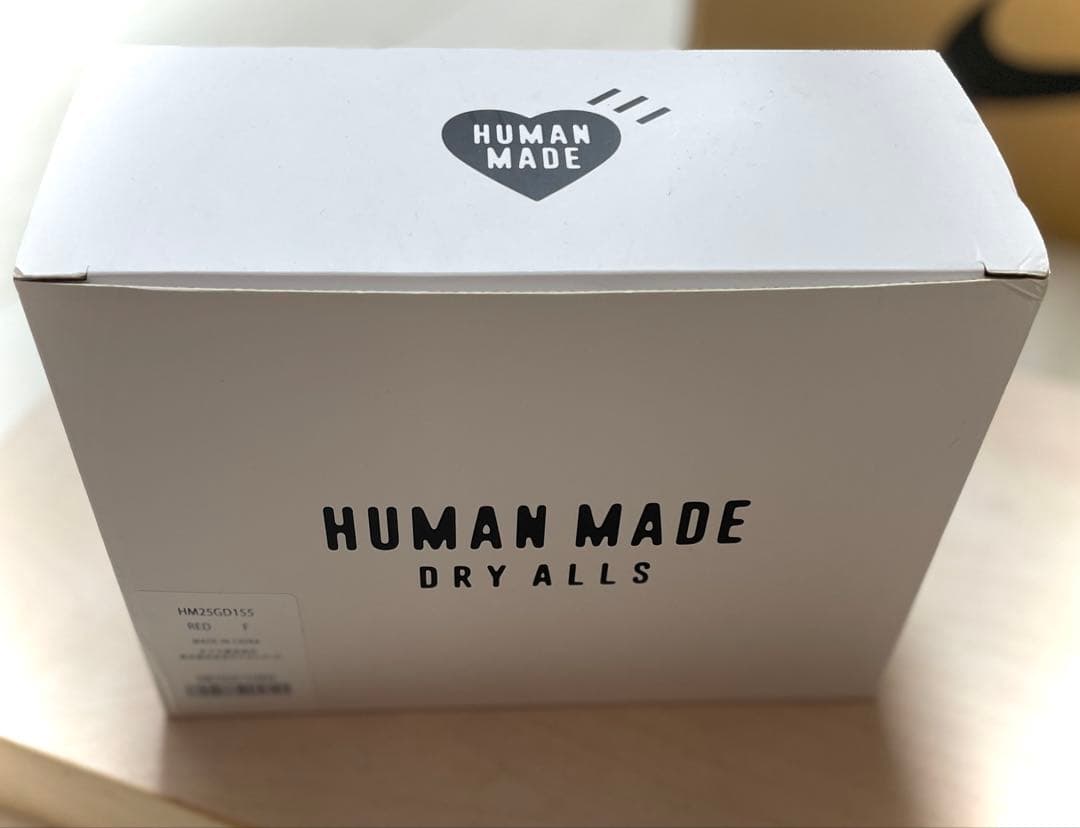 HUMAN
MADE
HUMAN MADE
DRY ALLS
HM25GD155
RED F
MADE IN CHINA